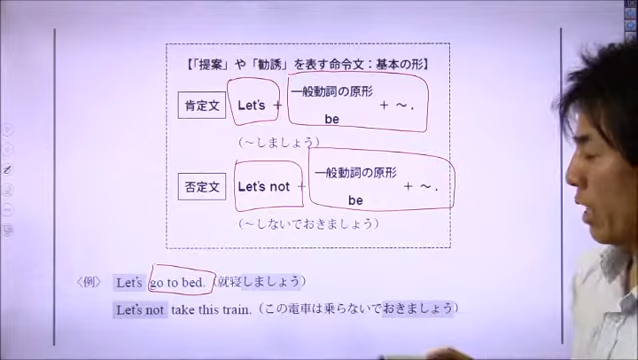 【「提案」や「勧誘」を表す命令文：基本の形】
一般動詞の原形
肯定文 Let's + be + ～.
（～しましょう）
一般動詞の原形
否定文 Let's not + be + ～.
（～しないでおきましょう）
〈例〉 Let's go to bed.（就寝しましょう）
Let's not take this train.（この電車は乗らないでおきましょう）